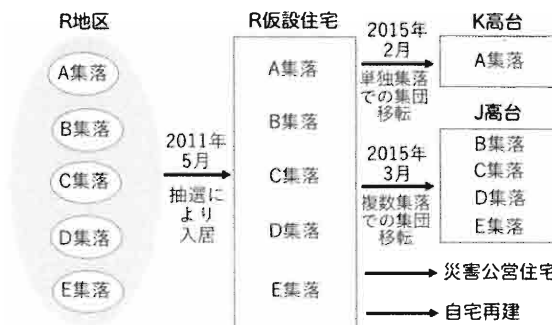 R地区
A集落
B集落
C集落
D集落
E集落
2011年
5月
抽選に
より
入居
R仮設住宅
A集落
B集落
C集落
D集落
E集落
2015年
2月
単独集落
での集団
移転
2015年
3月
複数集落
での集団
移転
K高台
A集落
J高台
B集落
C集落
D集落
E集落
災害公営住宅
自宅再建